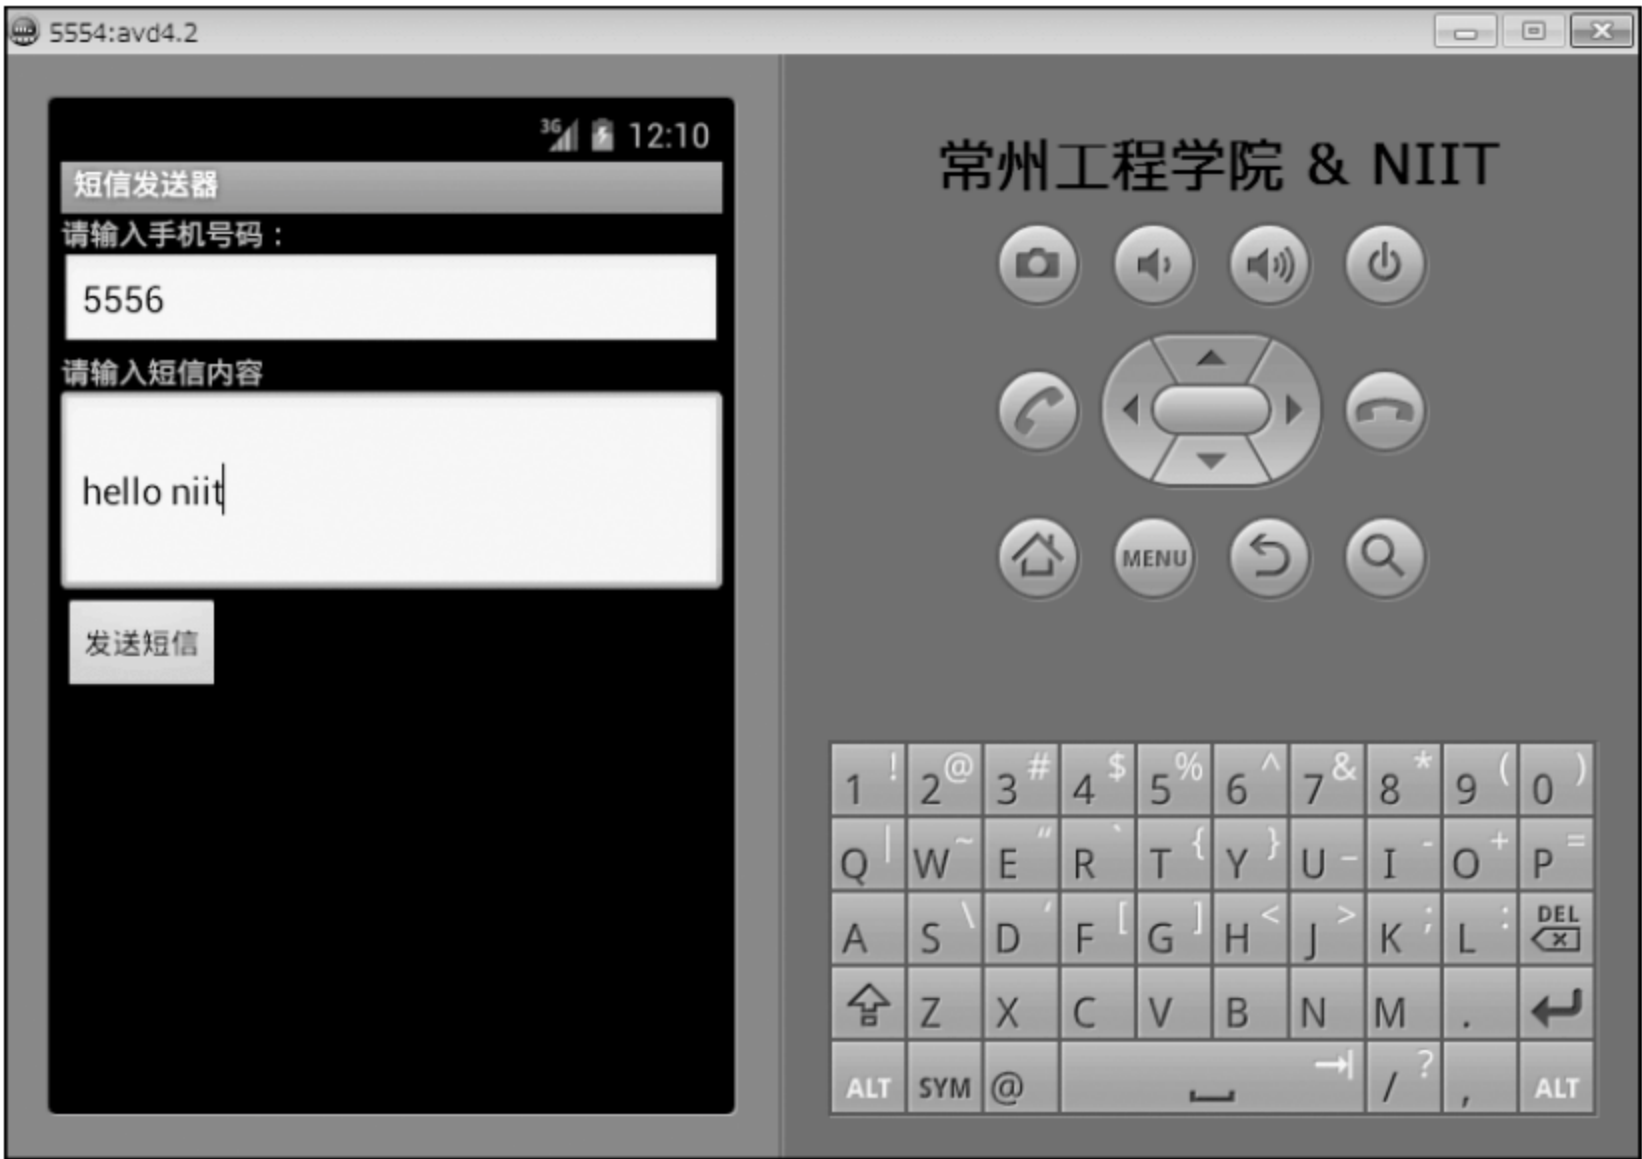 5554:avd4.2
3G 12:10
短信发送器
请输入手机号码：
5556
请输入短信内容
hello niit
发送短信
常州工程学院 & NIIT
MENU
1 ! 2 @ 3 # 4 $ 5 % 6 ^ 7 & 8 * 9 ( 0 )
Q | W ~ E “ R ` T { Y } U _ I - O + P =
A S \ D ‘ F [ G ] H < J > K ; L : DEL
Z X C V B N M .
ALT SYM @ / ? , ALT